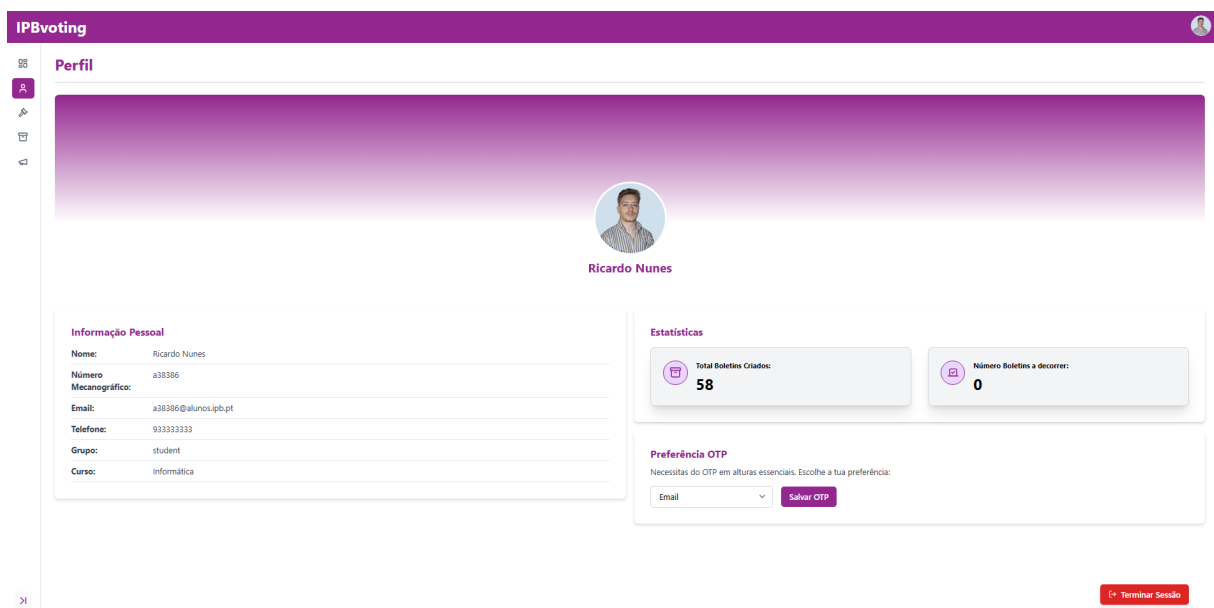 IPBvoting
Perfil
Ricardo Nunes
Informação Pessoal
Nome: Ricardo Nunes
Número Mecanográfico: a38386
Email: a38386@alunos.ipb.pt
Telefone: 933333333
Grupo: student
Curso: Informática
Estatísticas
Total Boletins Criados:
58
Número Boletins a decorrer:
0
Preferência OTP
Necessitas do OTP em alturas essenciais. Escolhe a tua preferência:
Email
Salvar OTP
Terminar Sessão